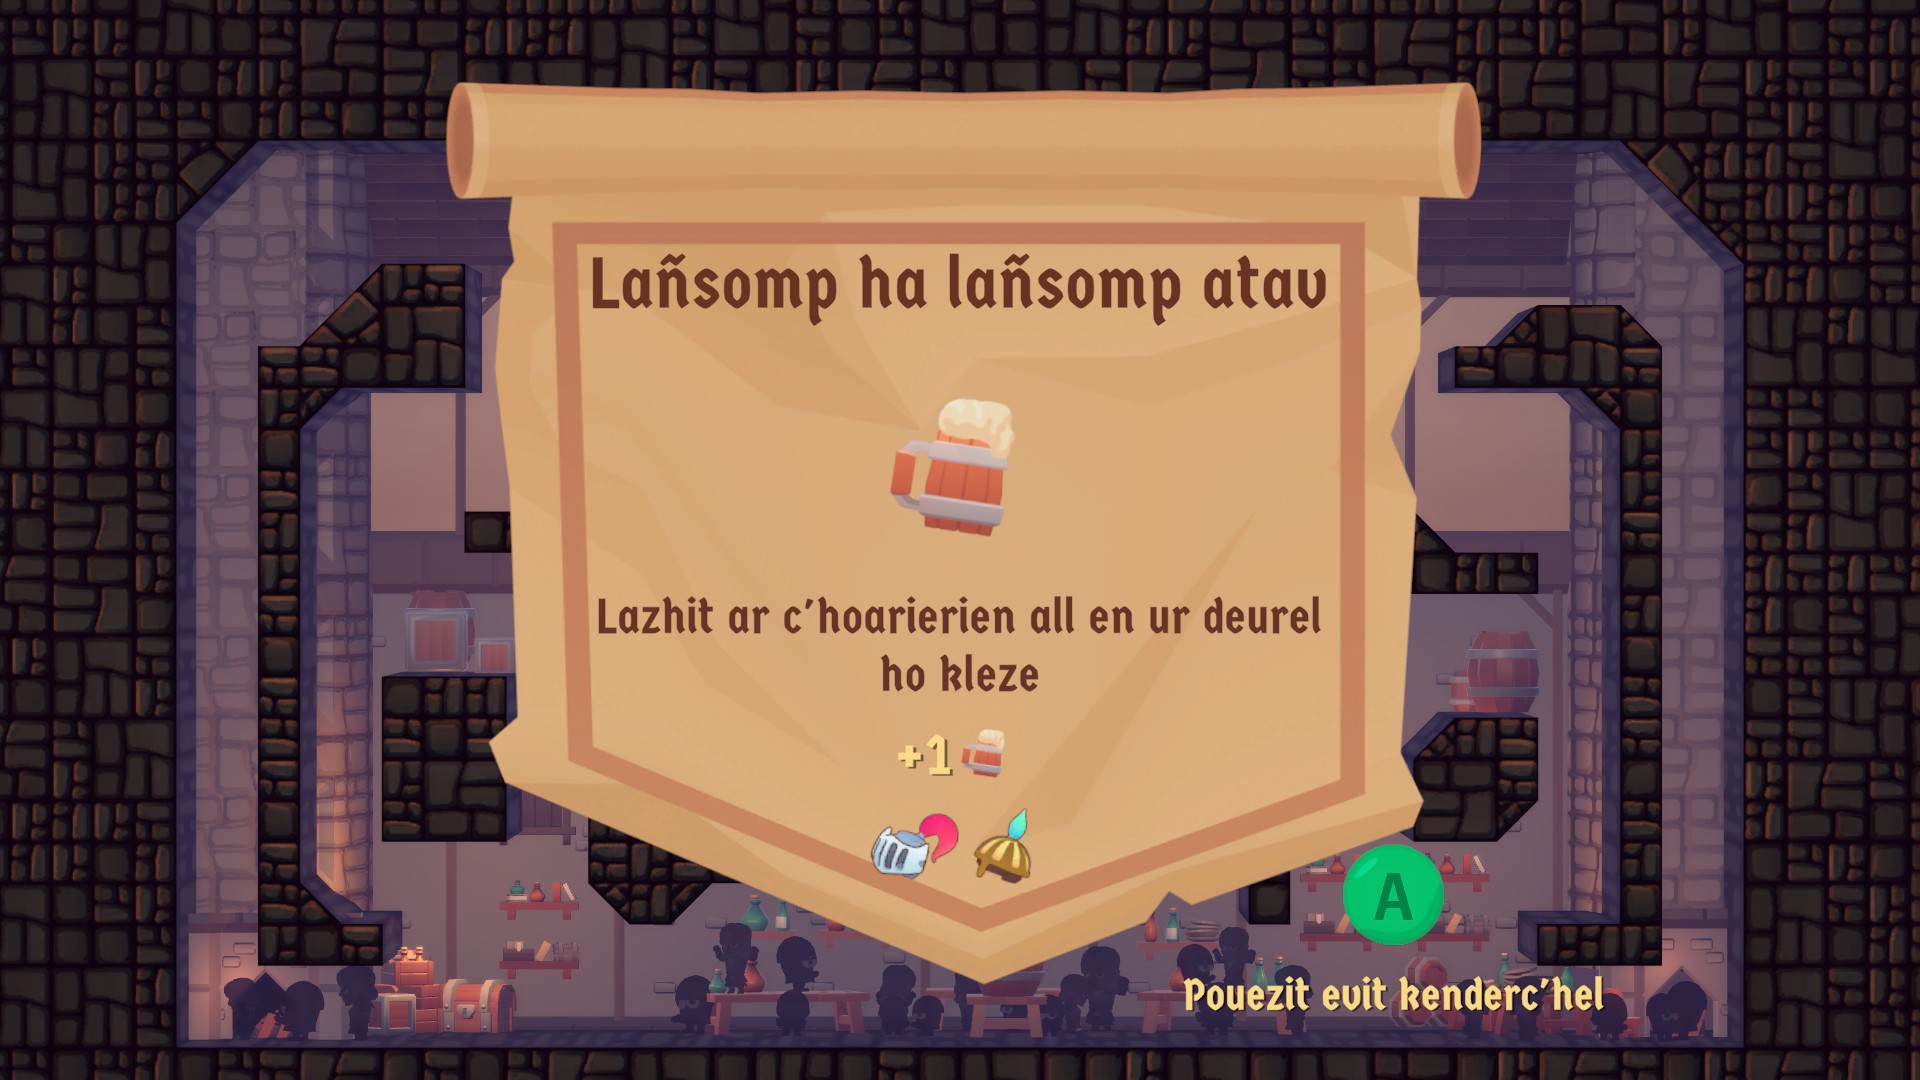 Lañsomp ha lañsomp atav
Lazhit ar c'hoarierien all en ur deurel
ho kleze
+1
A
Pouezit evit kenderc'hel